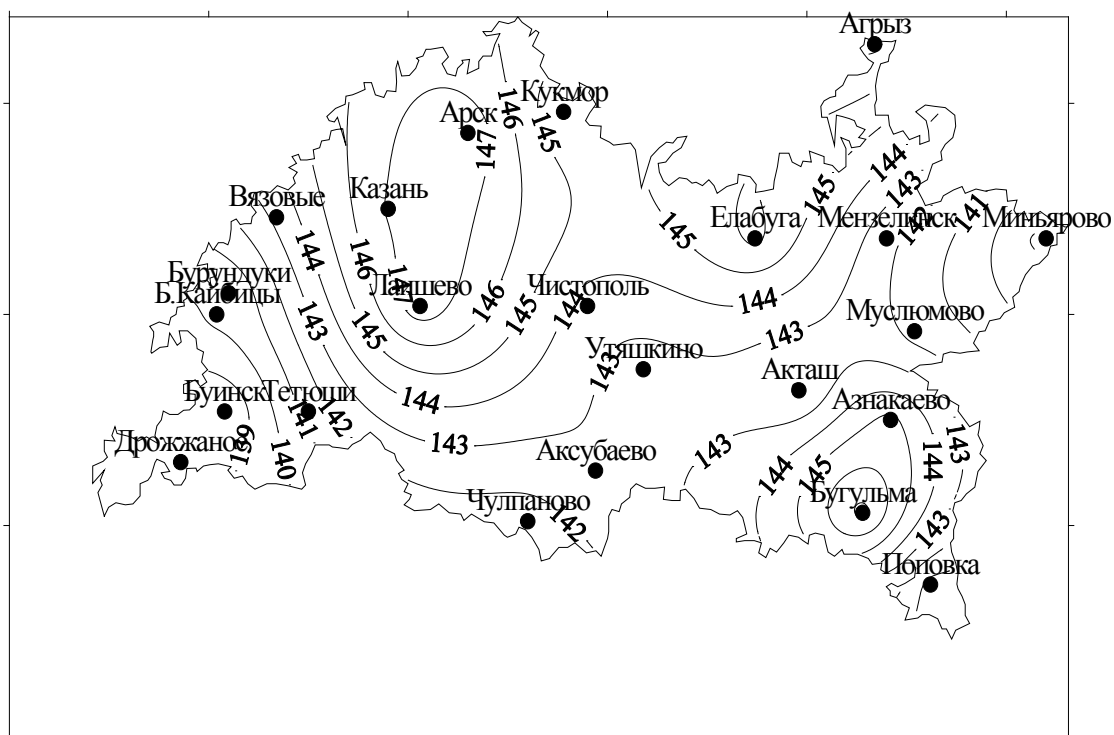 Агрыз
Кукмор
146
Арск
145
147
144
Казань
Вязовые
145
143
141
Елабуга
Мензелинск
Миньярово
142
145
144
146
Бурундуки
Б.Кайбицы
147
Лаишево
146
145
144
Чистополь
144
143
Муслюмово
143
145
Утяшкино
143
Акташ
Азнакаево
144
Буинск
Тетюши
141
142
143
139
140
Дрожжаное
143
Аксубаево
143
144
145
144
143
Бугульма
Чулпаново
142
143
Поповка